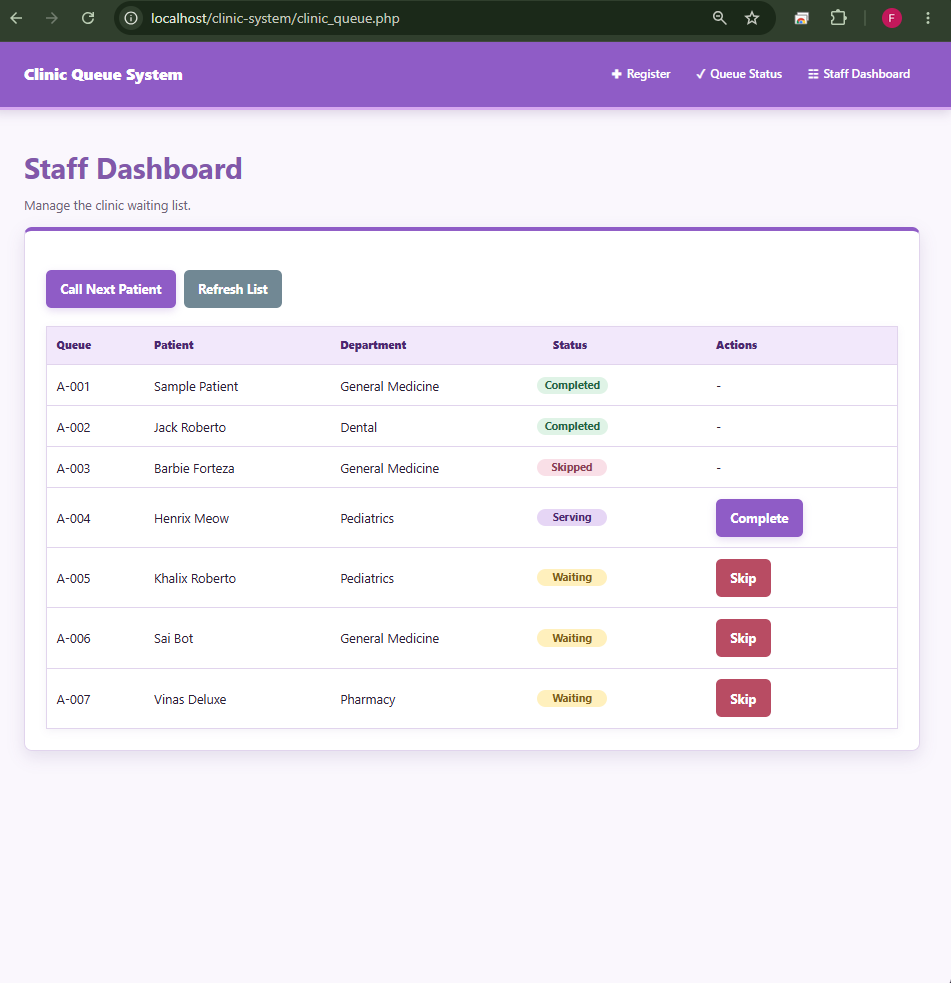 localhost/clinic-system/clinic_queue.php
F
Clinic Queue System
Register
Queue Status
Staff Dashboard
Staff Dashboard
Manage the clinic waiting list.
Call Next Patient
Refresh List
Queue Patient Department Status Actions
A-001 Sample Patient General Medicine Completed -
A-002 Jack Roberto Dental Completed -
A-003 Barbie Forteza General Medicine Skipped -
A-004 Henrix Meow Pediatrics Serving Complete
A-005 Khalix Roberto Pediatrics Waiting Skip
A-006 Sai Bot General Medicine Waiting Skip
A-007 Vinas Deluxe Pharmacy Waiting Skip